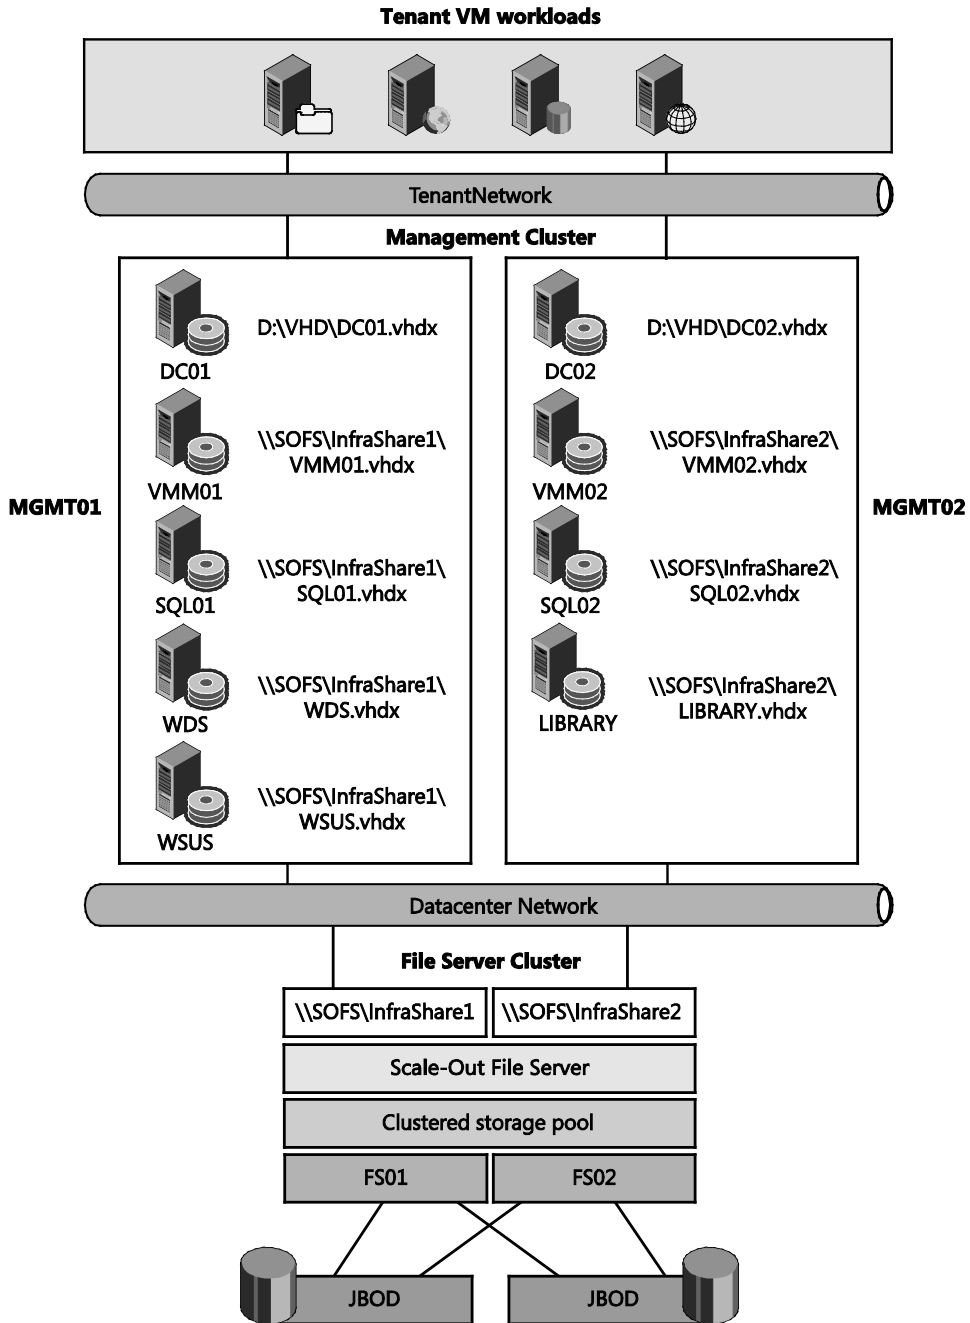 Tenant VM workloads
TenantNetwork
Management Cluster
MGMT01
D:\VHD\DC01.vhdx
DC01
\\SOFS\InfraShare1\
VMM01.vhdx
VMM01
\\SOFS\InfraShare1\
SQL01.vhdx
SQL01
\\SOFS\InfraShare1\
WDS.vhdx
WDS
\\SOFS\InfraShare1\
WSUS.vhdx
WSUS
D:\VHD\DC02.vhdx
DC02
\\SOFS\InfraShare2\
VMM02.vhdx
VMM02
\\SOFS\InfraShare2\
SQL02.vhdx
SQL02
\\SOFS\InfraShare2\
LIBRARY.vhdx
LIBRARY
MGMT02
Datacenter Network
File Server Cluster
\\SOFS\InfraShare1
\\SOFS\InfraShare2
Scale-Out File Server
Clustered storage pool
FS01
FS02
JBOD
JBOD